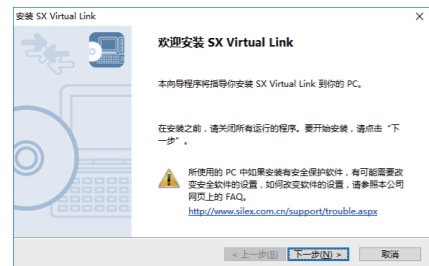 安装 SX Virtual Link
欢迎安装 SX Virtual Link
本向导程序将指导你安装 SX Virtual Link 到你的 PC。
在安装之前，请关闭所有运行的程序。要开始安装，请点击“下
一步”。
所使用的 PC 中如果安装有安全保护软件，有可能需要改
变安全软件的设置，如何改变软件的设置，请参照本公司
网页上的 FAQ。
http://www.silex.com.cn/support/trouble.aspx
< 上一步(B) 下一步(N) > 取消